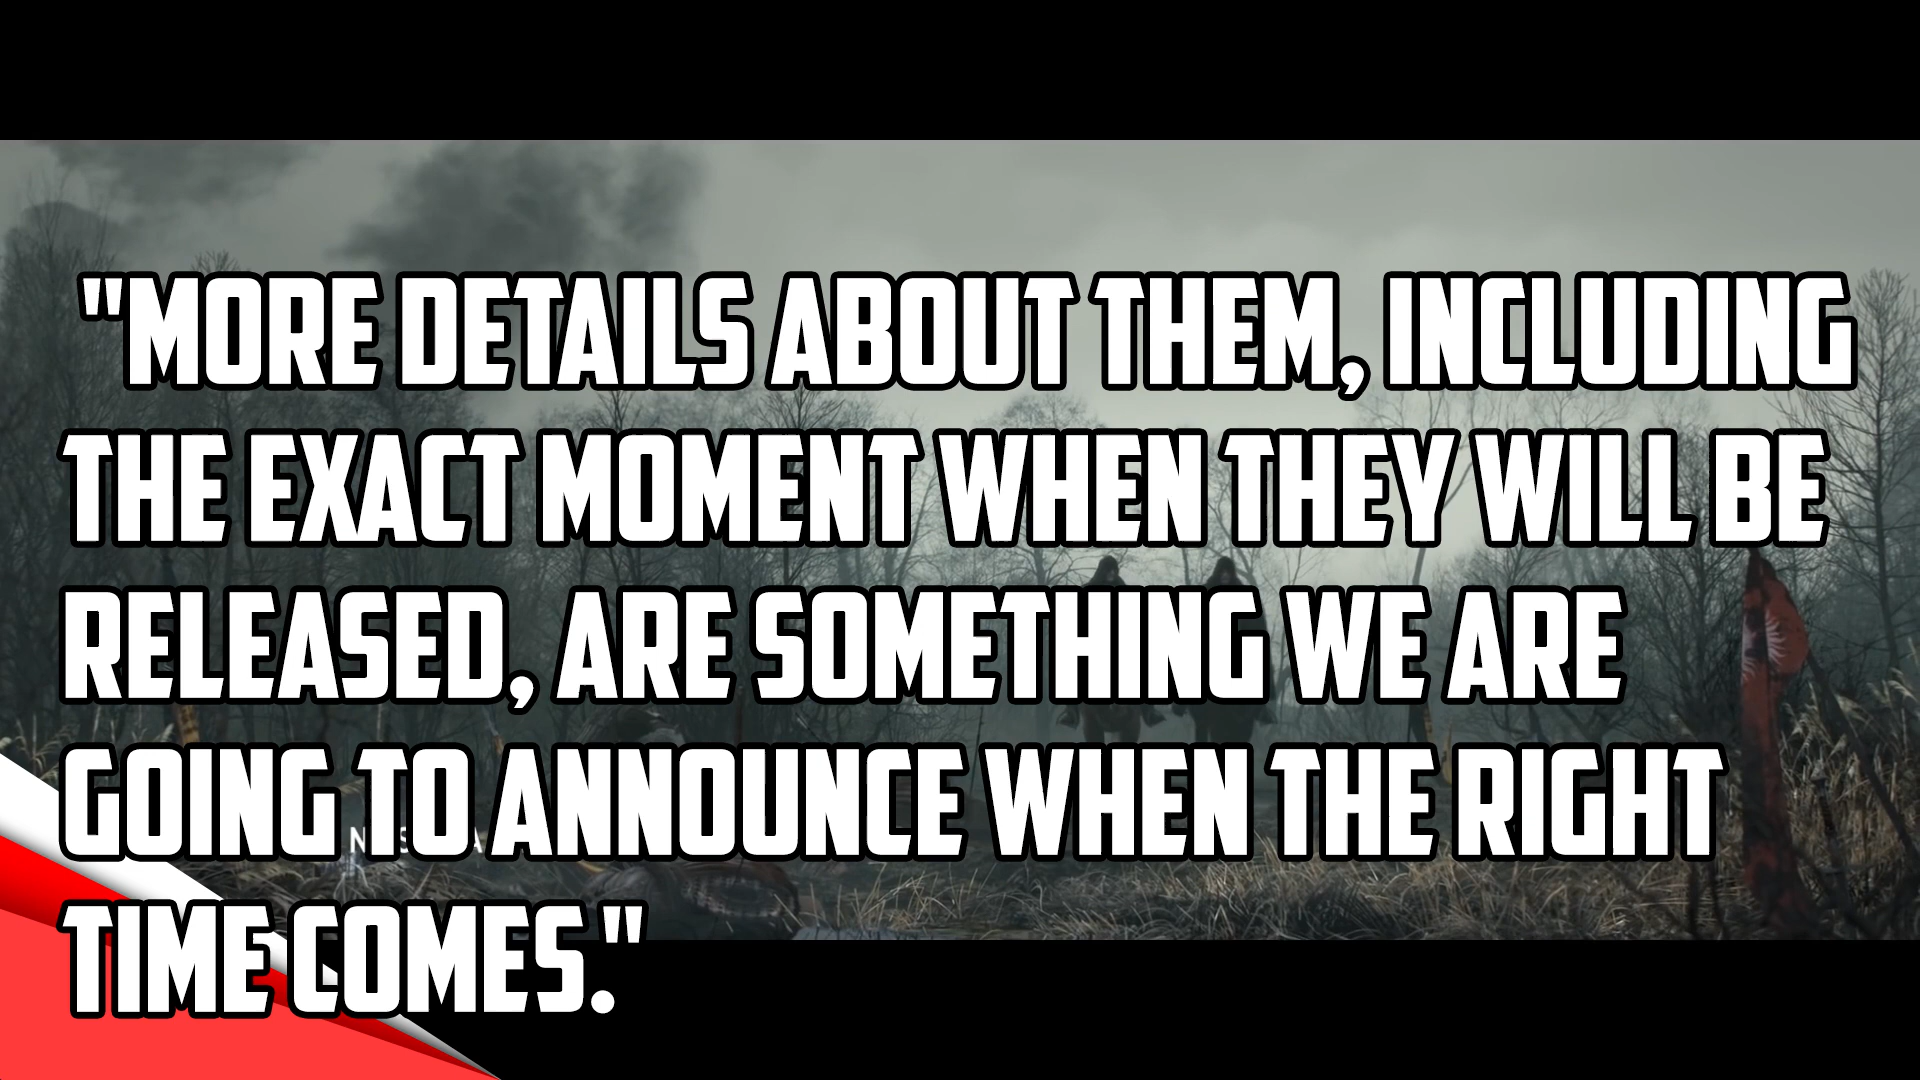 "MORE DETAILS ABOUT THEM, INCLUDING
THE EXACT MOMENT WHEN THEY WILL BE
RELEASED, ARE SOMETHING WE ARE
GOING TO ANNOUNCE WHEN THE RIGHT
TIME COMES."